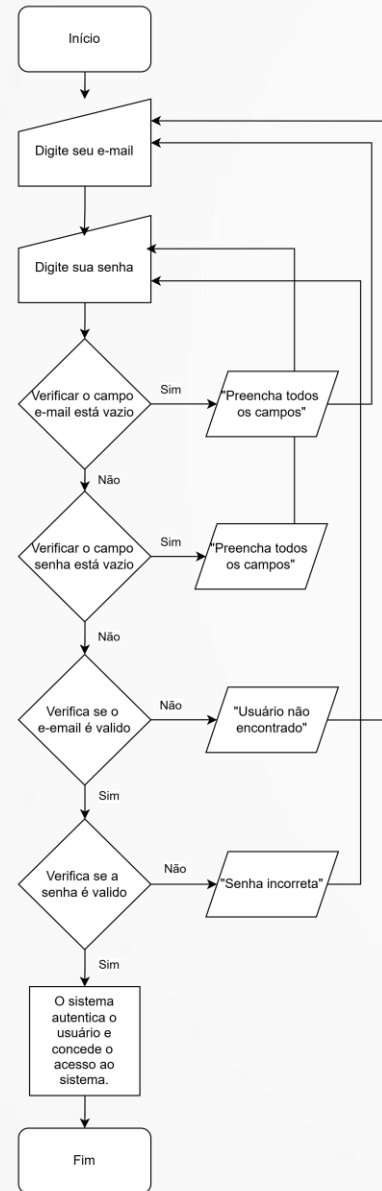 Início
Digite seu e-mail
Digite sua senha
Verificar o campo
e-mail está vazio
Sim
"Preencha todos
os campos"
Não
Verificar o campo
senha está vazio
Sim
"Preencha todos
os campos"
Não
Verifica se o
e-email é valido
Não
"Usuário não
encontrado"
Sim
Verifica se a
senha é valido
Não
"Senha incorreta"
Sim
O sistema
autentica o
usuário e
concede o
acesso ao
sistema.
Fim